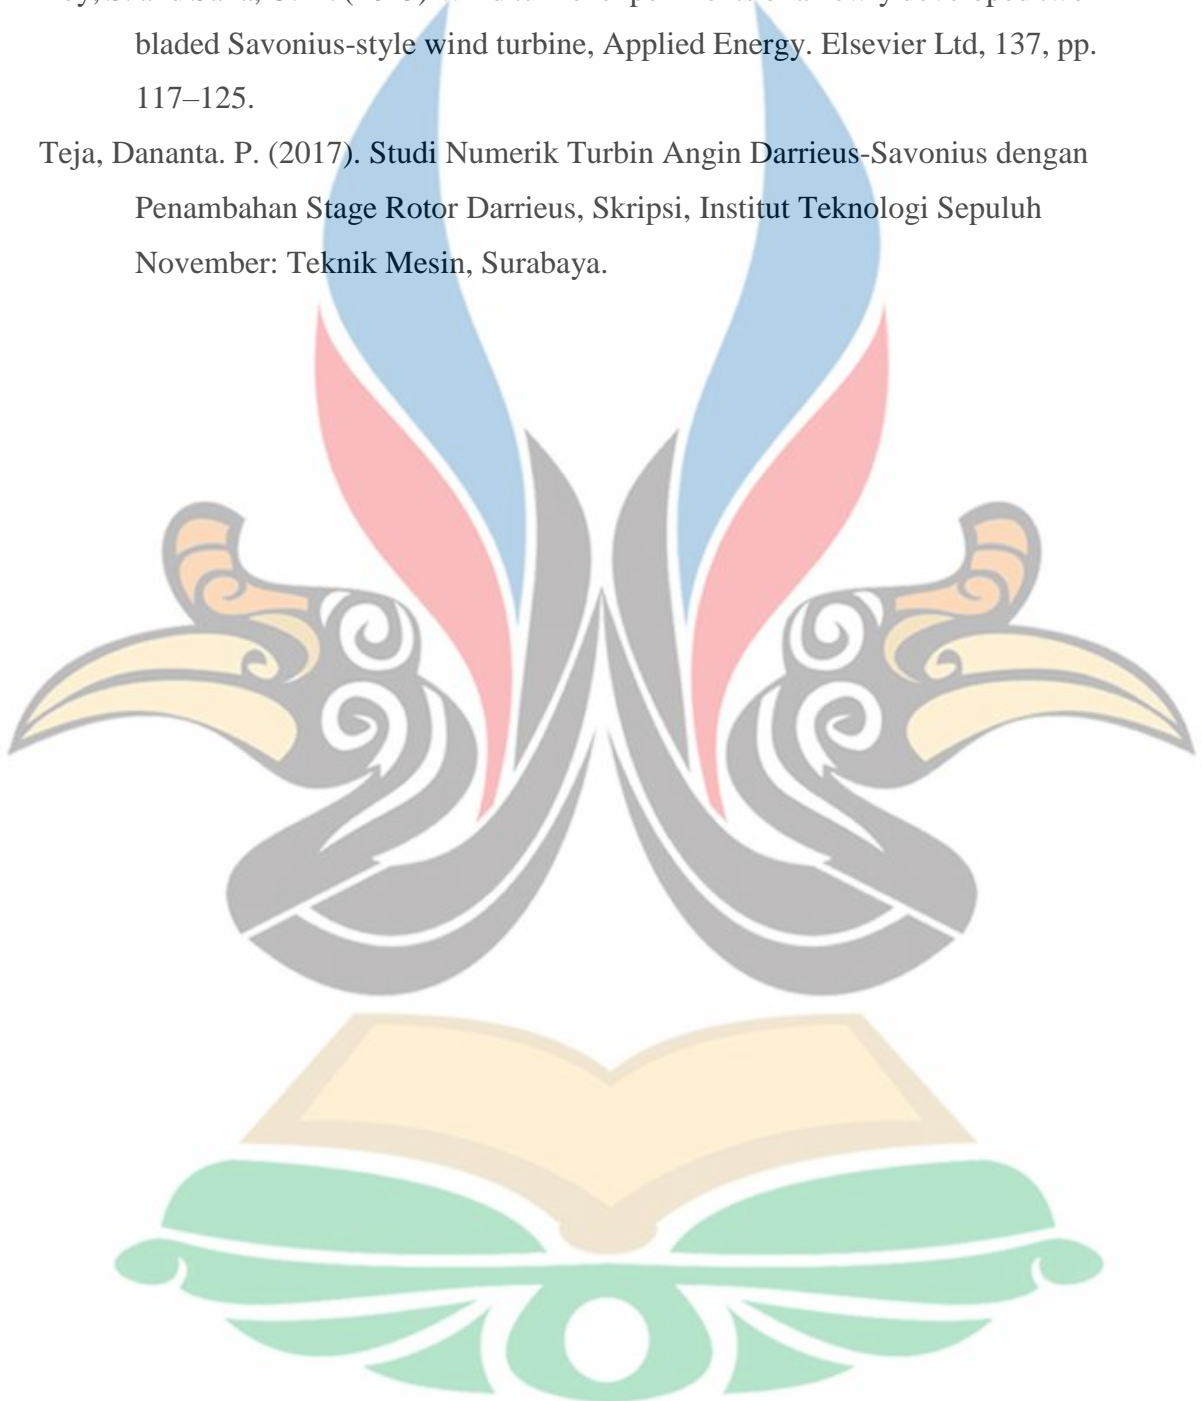 bladed Savonius-style wind turbine, Applied Energy. Elsevier Ltd, 137, pp.
117–125.
Teja, Dananta. P. (2017). Studi Numerik Turbin Angin Darrieus-Savonius dengan
Penambahan Stage Rotor Darrieus, Skripsi, Institut Teknologi Sepuluh
November: Teknik Mesin, Surabaya.